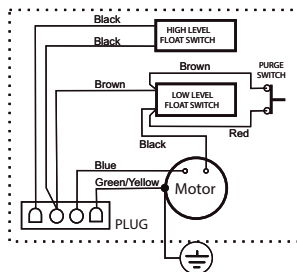 Black
HIGH LEVEL
FLOAT SWITCH
Black
Brown
PURGE
SWITCH
Brown
LOW LEVEL
FLOAT SWITCH
Red
Black
Blue
Green/Yellow
Motor
PLUG